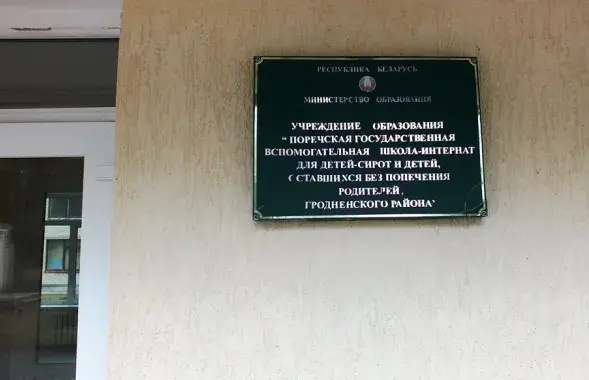 РЕСПУБЛИКА БЕЛАРУСЬ
МИНИСТЕРСТВО ОБРАЗОВАНИЯ
УЧРЕЖДЕНИЕ ОБРАЗОВАНИЯ
" ПОРЕЧСКАЯ ГОСУДАРСТВЕННАЯ
ВСПОМОГАТЕЛЬНАЯ ШКОЛА-ИНТЕРНАТ
ДЛЯ ДЕТЕЙ-СИРОТ И ДЕТЕЙ,
ОСТАВШИХСЯ БЕЗ ПОПЕЧЕНИЯ
РОДИТЕЛЕЙ,
ГРОДНЕНСКОГО РАЙОНА"